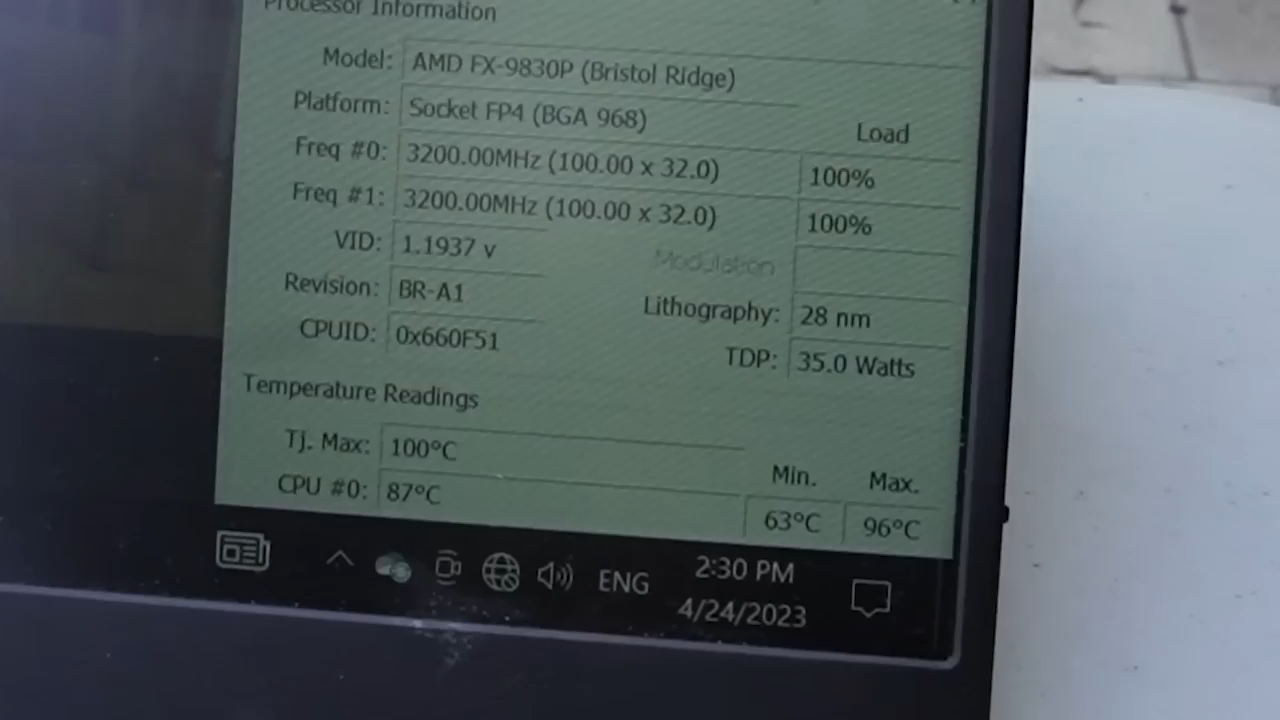 Processor Information
Model: AMD FX-9830P (Bristol Ridge)
Platform: Socket FP4 (BGA 968)
Load
Freq #0: 3200.00MHz (100.00 x 32.0) 100%
Freq #1: 3200.00MHz (100.00 x 32.0) 100%
VID: 1.1937 v Modulation
Revision: BR-A1 Lithography: 28 nm
CPUID: 0x660F51 TDP: 35.0 Watts
Temperature Readings
Tj. Max: 100°C Min. Max.
CPU #0: 87°C 63°C 96°C
ENG 2:30 PM
4/24/2023